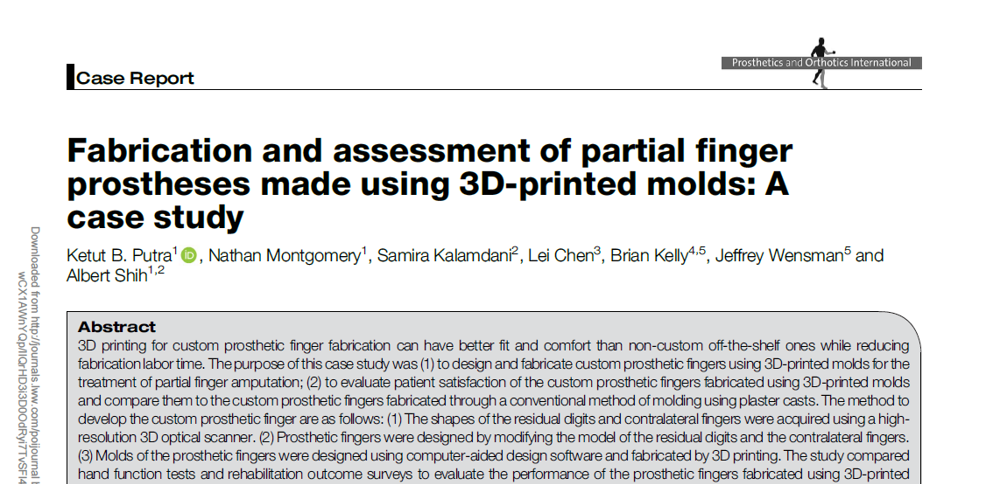 Case Report
Prosthetics and Orthotics International
Fabrication and assessment of partial finger
prostheses made using 3D-printed molds: A
case study
Ketut B. Putra1 iD, Nathan Montgomery1, Samira Kalamdani2, Lei Chen3, Brian Kelly4,5, Jeffrey Wensman5 and
Albert Shih1,2
Abstract
3D printing for custom prosthetic finger fabrication can have better fit and comfort than non-custom off-the-shelf ones while reducing
fabrication labor time. The purpose of this case study was (1) to design and fabricate custom prosthetic fingers using 3D-printed molds for the
treatment of partial finger amputation; (2) to evaluate patient satisfaction of the custom prosthetic fingers fabricated using 3D-printed molds
and compare them to the custom prosthetic fingers fabricated through a conventional method of molding using plaster casts. The method to
develop the custom prosthetic finger are as follows: (1) The shapes of the residual digits and contralateral fingers were acquired using a high-
resolution 3D optical scanner. (2) Prosthetic fingers were designed by modifying the model of the residual digits and the contralateral fingers.
(3) Molds of the prosthetic fingers were designed using computer-aided design software and fabricated by 3D printing. The study compared
hand function tests and rehabilitation outcome surveys to evaluate the performance of the prosthetic fingers fabricated using 3D-printed
Downloaded from http://journals.lww.com/poijournal